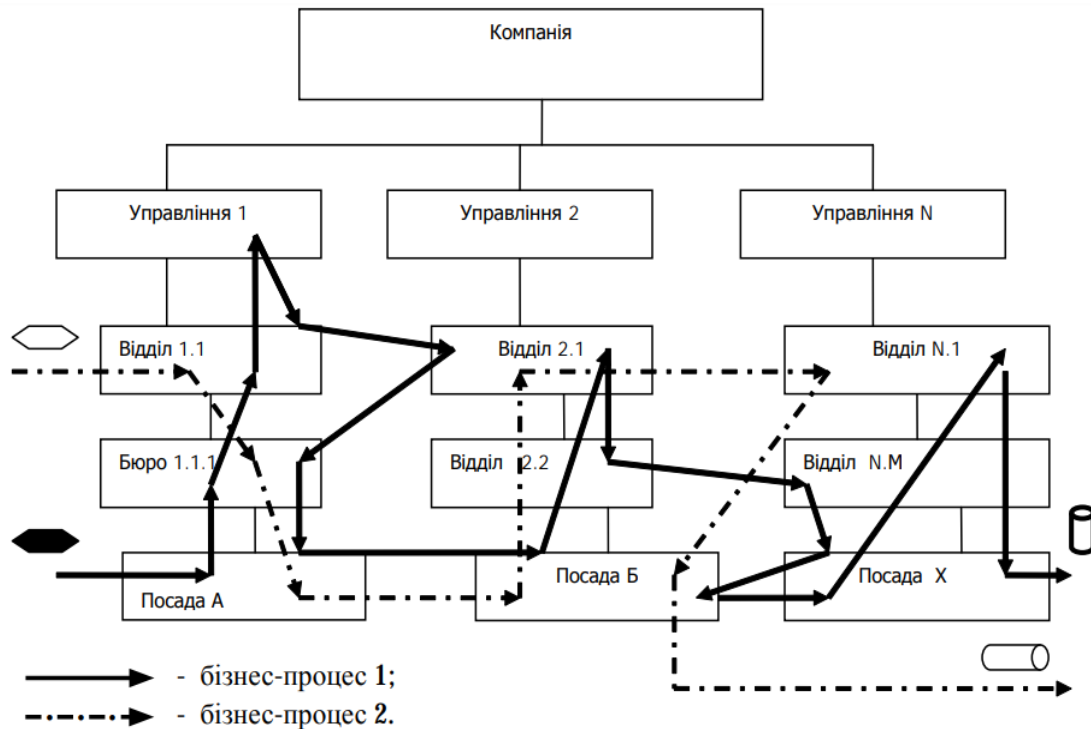 Компанія
Управління 1
Управління 2
Управління N
Відділ 1.1
Відділ 2.1
Відділ N.1
Бюро 1.1.1
Відділ 2.2
Відділ N.M
Посада А
Посада Б
Посада Х
- бізнес-процес 1;
- бізнес-процес 2.